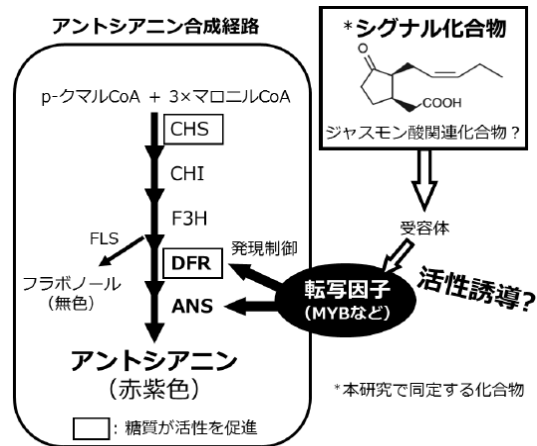 アントシアニン合成経路
p-クマルCoA + 3×マロニルCoA
CHS
CHI
F3H
FLS
フラボノール
(無色)
DFR
ANS
発現制御
アントシアニン
(赤紫色)
: 糖質が活性を促進
*シグナル化合物
O
COOH
ジャスモン酸関連化合物?
受容体
転写因子
(MYBなど)
活性誘導?
*本研究で同定する化合物